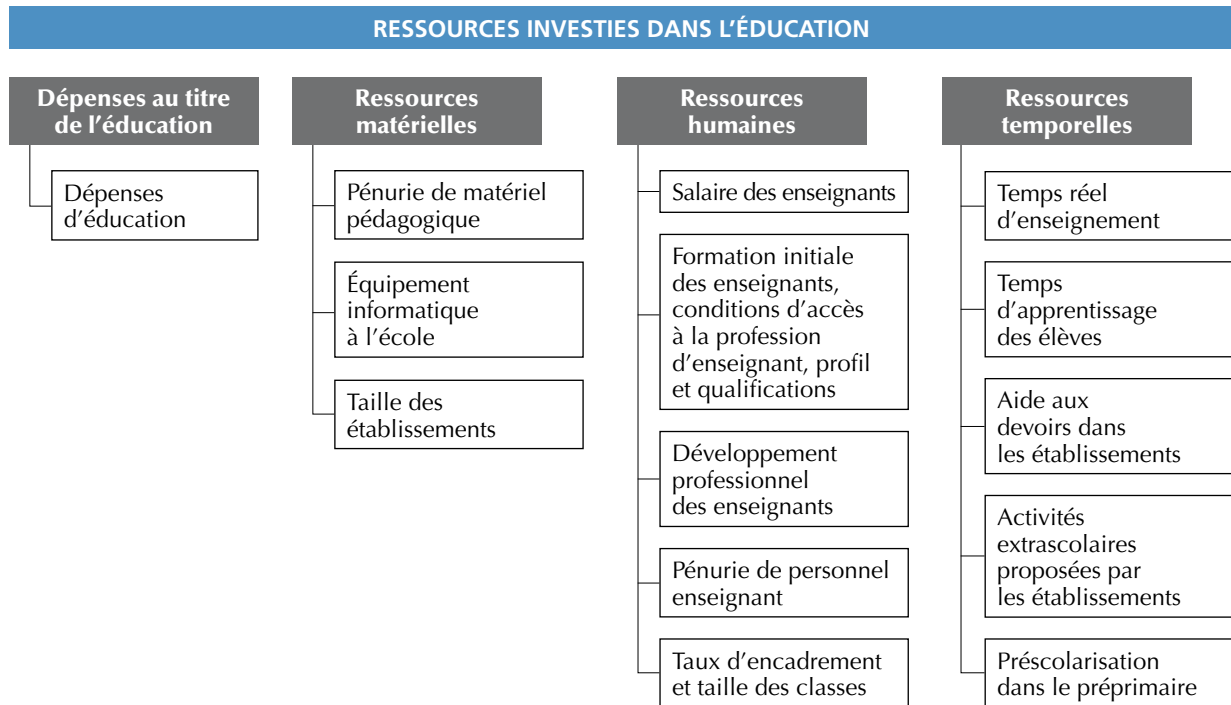 RESSOURCES INVESTIES DANS L'ÉDUCATION
Dépenses au titre
de l'éducation
Dépenses
d'éducation
Ressources
matérielles
Pénurie de matériel
pédagogique
Équipement
informatique
à l'école
Taille des
établissements
Ressources
humaines
Salaire des enseignants
Formation initiale
des enseignants,
conditions d'accès
à la profession
d'enseignant, profil
et qualifications
Développement
professionnel
des enseignants
Pénurie de personnel
enseignant
Taux d'encadrement
et taille des classes
Ressources
temporelles
Temps réel
d'enseignement
Temps
d'apprentissage
des élèves
Aide aux
devoirs dans
les établissements
Activités
extrascolaires
proposées par
les établissements
Préscolarisation
dans le préprimaire